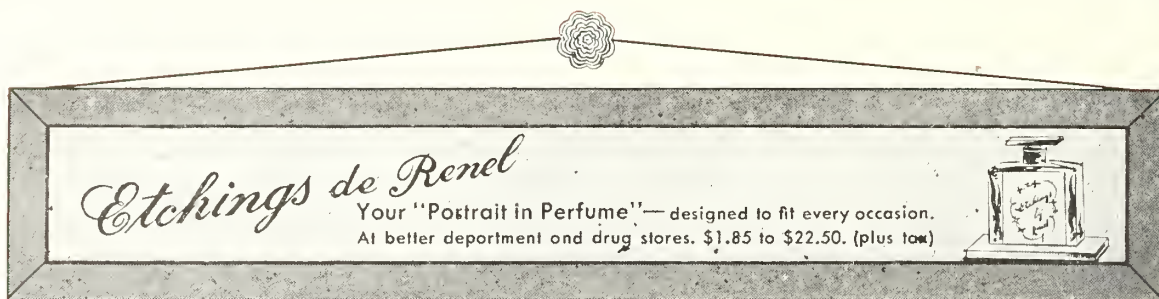 Etchings de Renel
Your "Portrait in Perfume"— designed to fit every occasion.
At better department and drug stores. $1.85 to $22.50. (plus tax)